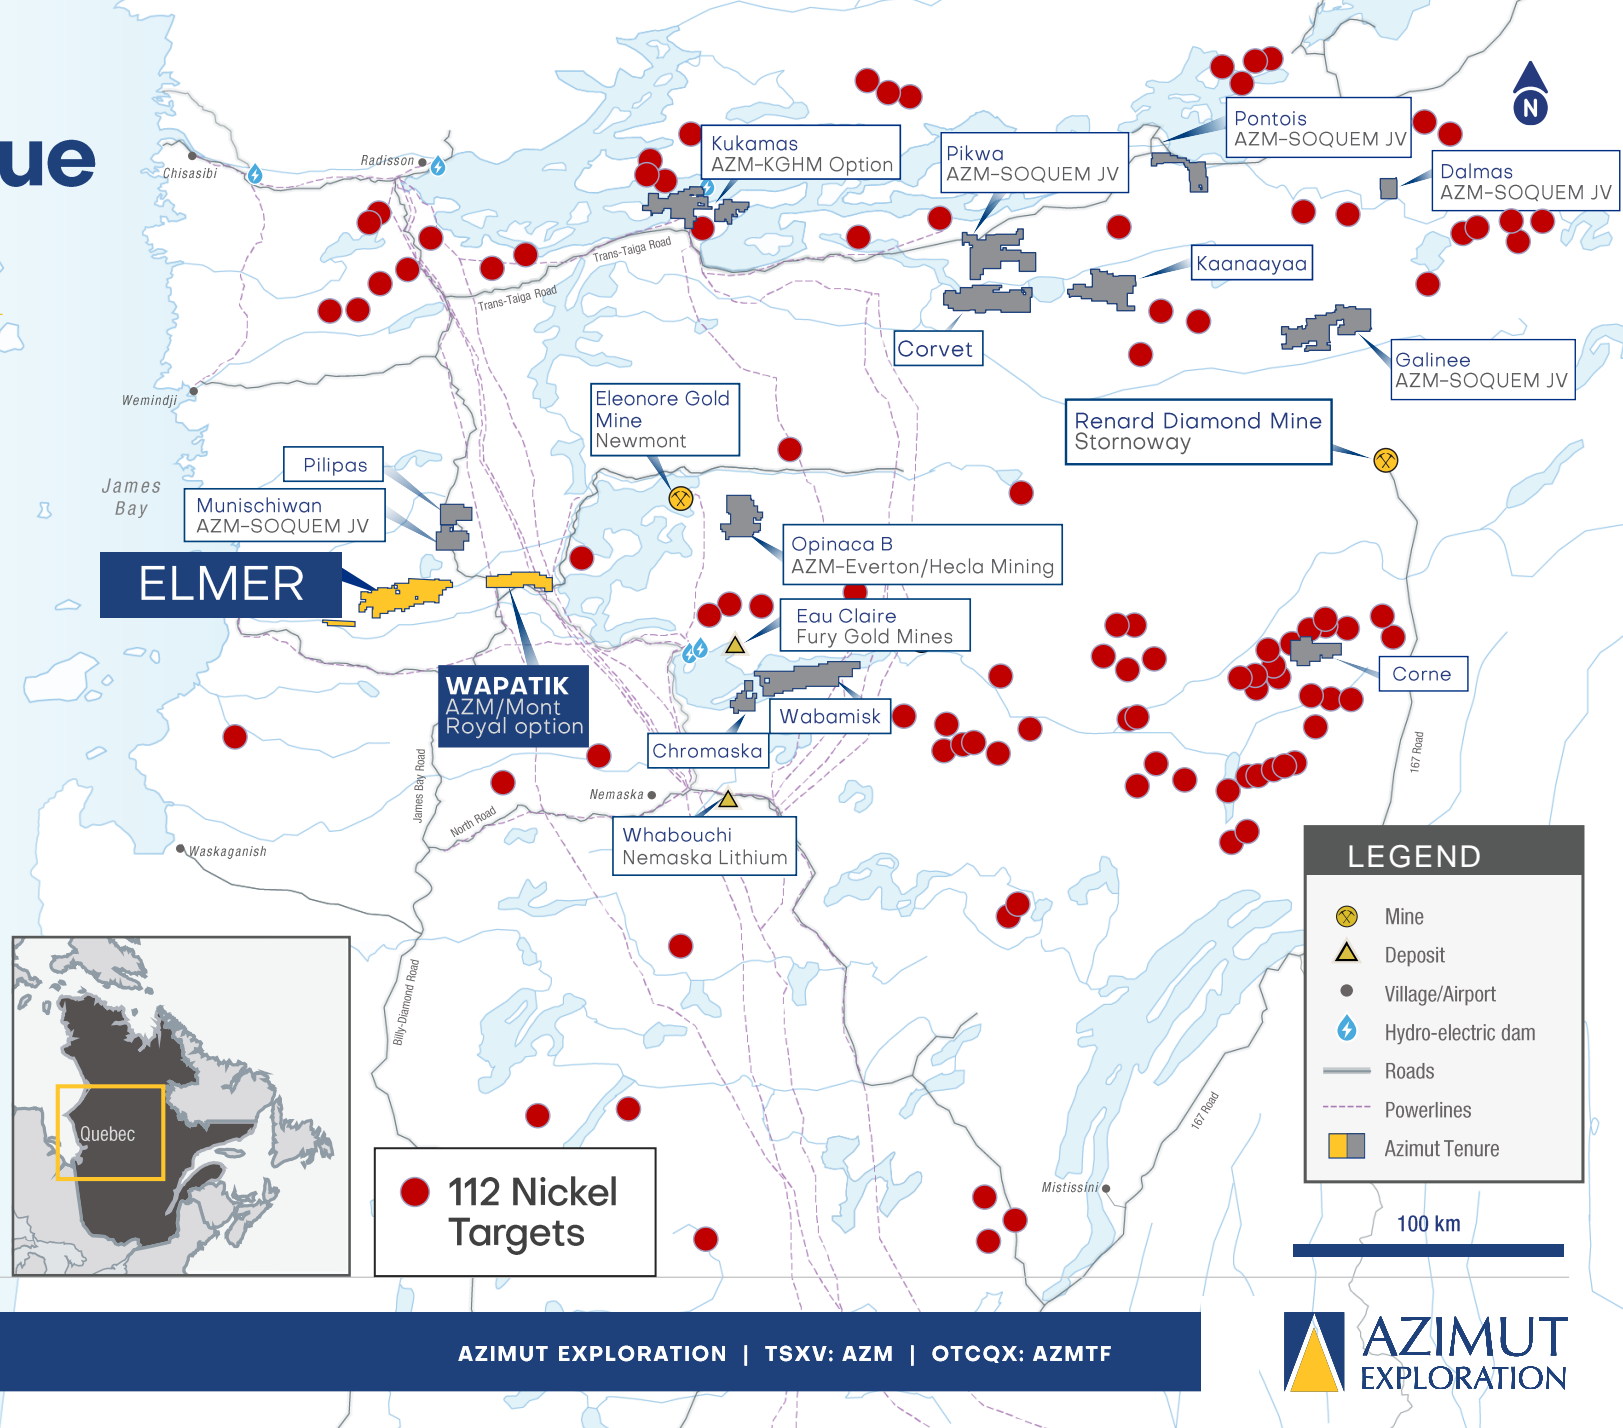 ue
Chisasibi
Radisson
Kukamas
AZM-KGHM Option
Pikwa
AZM-SOQUEM JV
Pontois
AZM-SOQUEM JV
N
Dalmas
AZM-SOQUEM JV
Trans-Taiga Road
Trans-Taiga Road
Kaanaayaa
Corvet
Galinee
AZM-SOQUEM JV
Wemindji
Eleonore Gold
Mine
Newmont
Renard Diamond Mine
Stornoway
Pilipas
James
Bay
Munischiwan
AZM-SOQUEM JV
Opinaca B
AZM-Everton/Hecla Mining
ELMER
Eau Claire
Fury Gold Mines
WAPATIK
AZM/Mont
Royal option
Corne
Wabamisk
Chromaska
James Bay Road
167 Road
Nemaska
North Road
Whabouchi
Nemaska Lithium
Waskaganish
LEGEND
Mine
Deposit
Village/Airport
Hydro-electric dam
Roads
Powerlines
Azimut Tenure
Billy-Diamond Road
Quebec
167 Road
Mistissini
112 Nickel
Targets
100 km
AZIMUT EXPLORATION | TSXV: AZM | OTCQX: AZMTF
AZIMUT
EXPLORATION